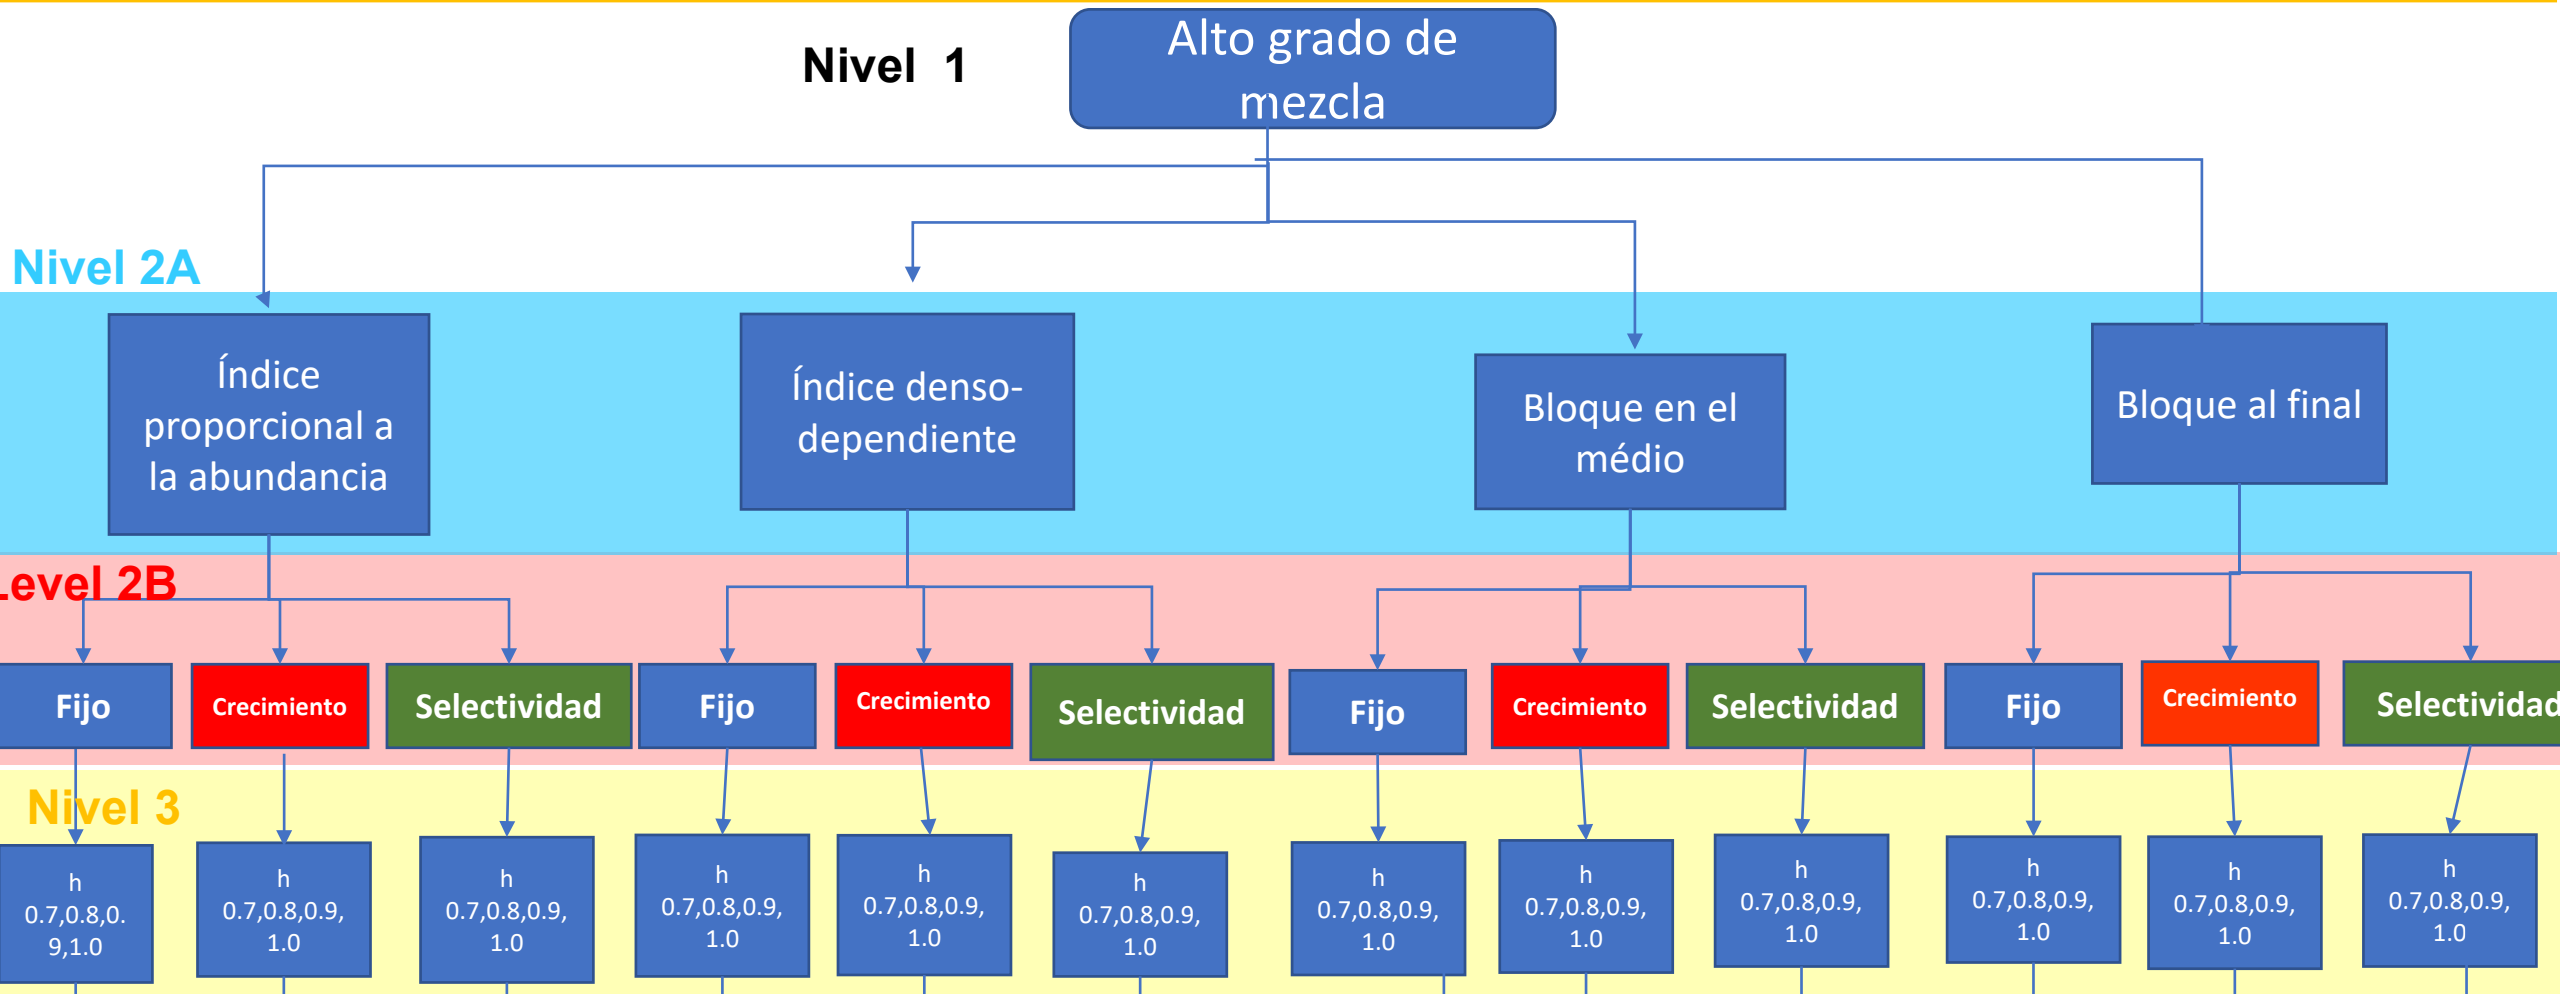 Nivel 1
Alto grado de
mezcla
Nivel 2A
Índice
proporcional a
la abundancia
Índice denso-
dependiente
Bloque en el
médio
Bloque al final
Level 2B
Fijo
Crecimiento
Selectividad
Fijo
Crecimiento
Selectividad
Fijo
Crecimiento
Selectividad
Fijo
Crecimiento
Selectividad
Nivel 3
h
0.7,0.8,0.
9,1.0
h
0.7,0.8,0.9,
1.0
h
0.7,0.8,0.9,
1.0
h
0.7,0.8,0.9,
1.0
h
0.7,0.8,0.9,
1.0
h
0.7,0.8,0.9,
1.0
h
0.7,0.8,0.9,
1.0
h
0.7,0.8,0.9,
1.0
h
0.7,0.8,0.9,
1.0
h
0.7,0.8,0.9,
1.0
h
0.7,0.8,0.9,
1.0
h
0.7,0.8,0.9,
1.0